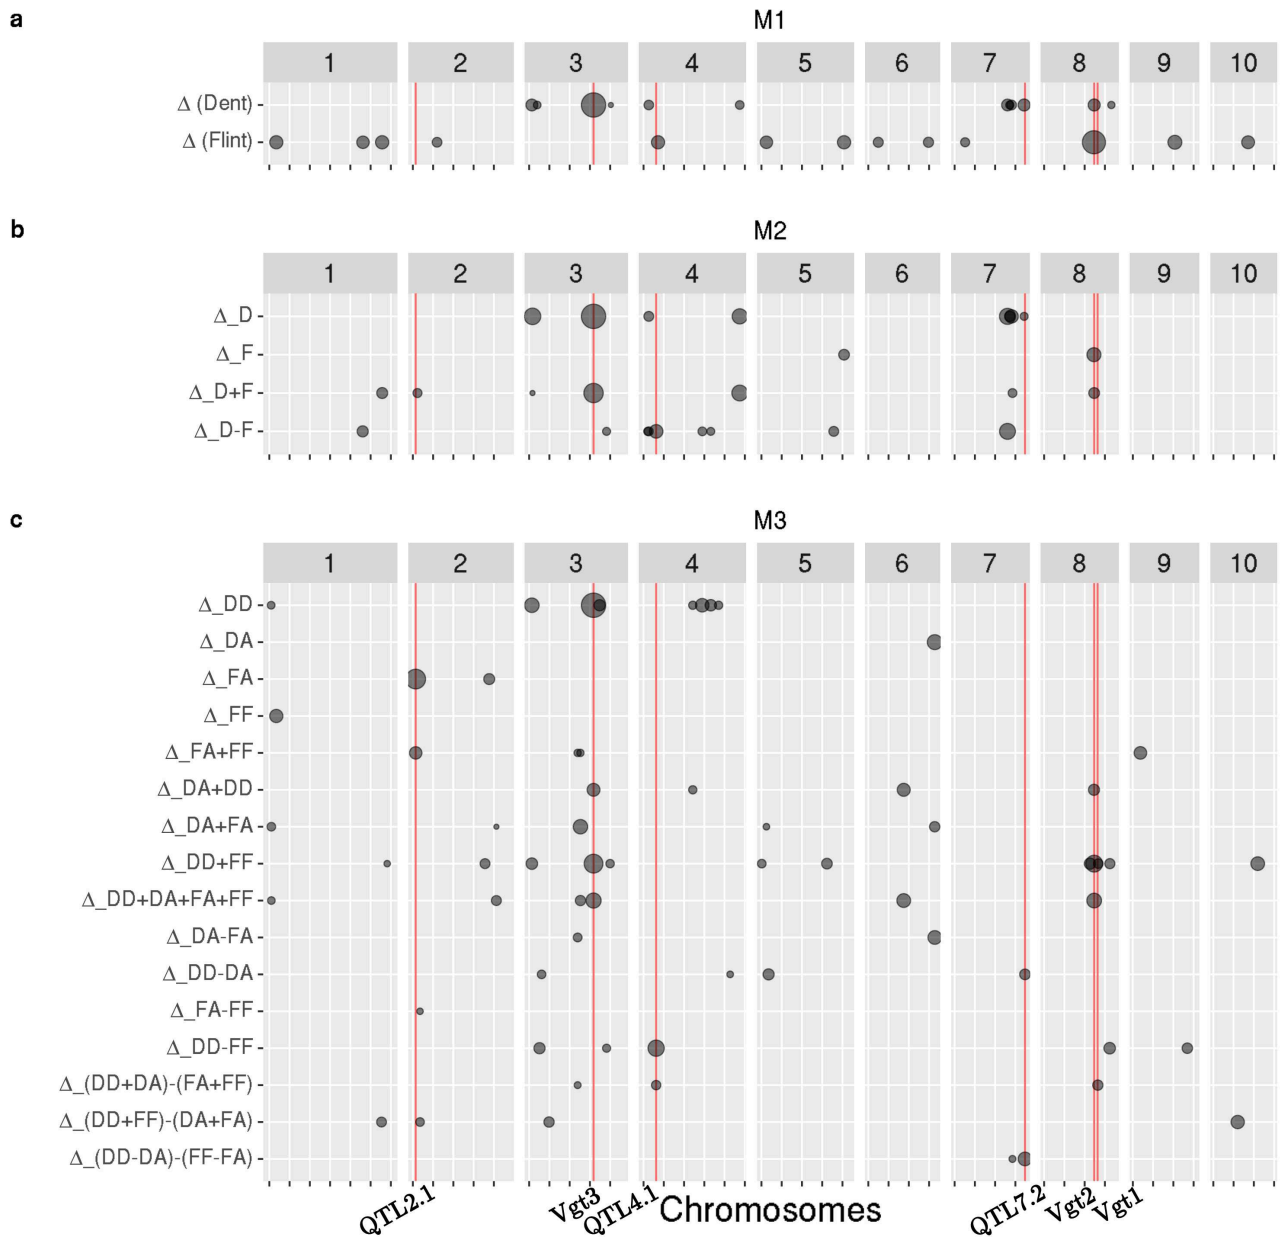 a M1
1 2 3 4 5 6 7 8 9 10
Δ (Dent)
Δ (Flint)
b M2
1 2 3 4 5 6 7 8 9 10
Δ_D
Δ_F
Δ_D+F
Δ_D-F
c M3
1 2 3 4 5 6 7 8 9 10
Δ_DD
Δ_DA
Δ_FA
Δ_FF
Δ_FA+FF
Δ_DA+DD
Δ_DA+FA
Δ_DD+FF
Δ_DD+DA+FA+FF
Δ_DA-FA
Δ_DD-DA
Δ_FA-FF
Δ_DD-FF
Δ_(DD+DA)-(FA+FF)
Δ_(DD+FF)-(DA+FA)
Δ_(DD-DA)-(FF-FA)
QTL2.1 Vgt3 QTL4.1 Chromosomes QTL7.2 Vgt2 Vgt1